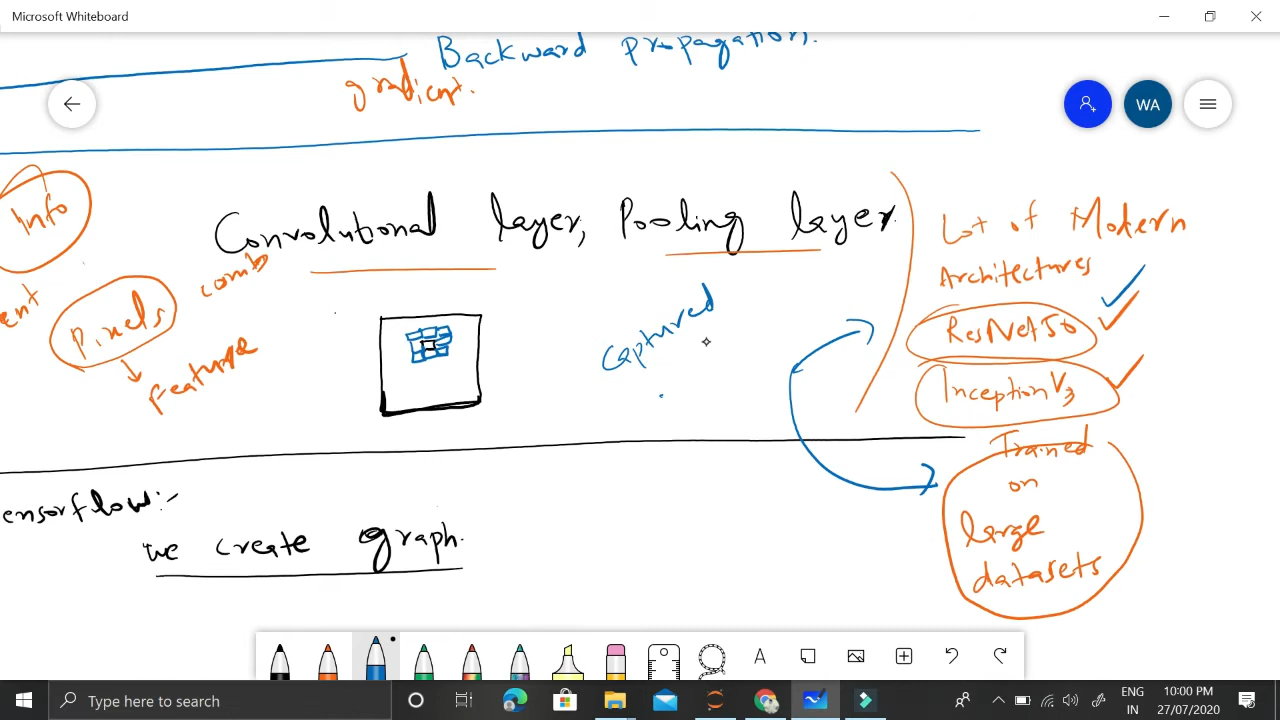 Microsoft Whiteboard
Backward propagation.
gradient.
WA
Info
Convolutional layer, Pooling layer
Lot of Modern
Architectures
ResNet50
InceptionV3
Trained
on
large
datasets
ent
Pixels
comb
feature
Captured
ensorflow:-
we create graph.
A
Type here to search
ENG
IN
10:00 PM
27/07/2020